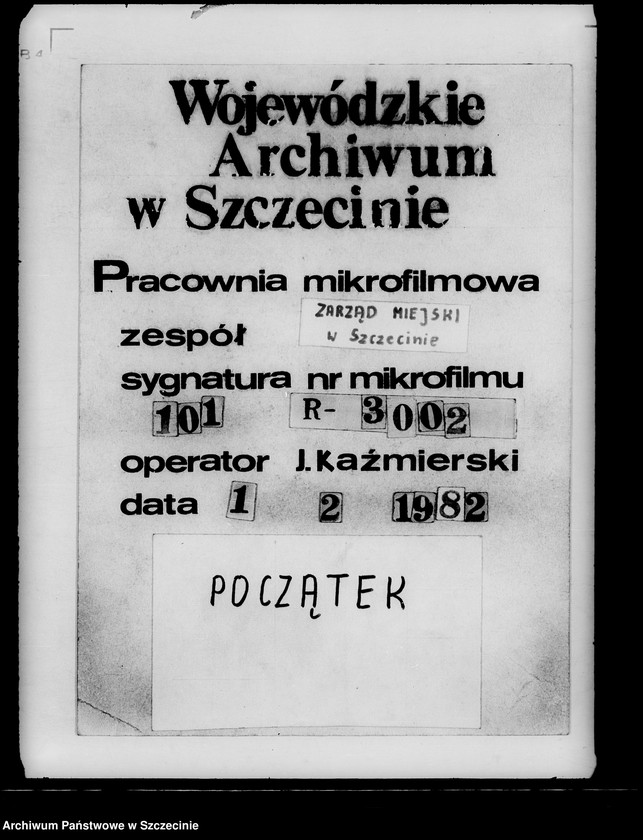 Wojewódzkie
Archiwum
w Szczecinie
Pracownia mikrofilmowa
zespół ZARZĄD MIEJSKI
w Szczecinie
sygnatura nr mikrofilmu
101 R- 3002
operator J. Kaźmierski
data 1 2 1982
POCZĄTEK
Archiwum Państwowe w Szczecinie